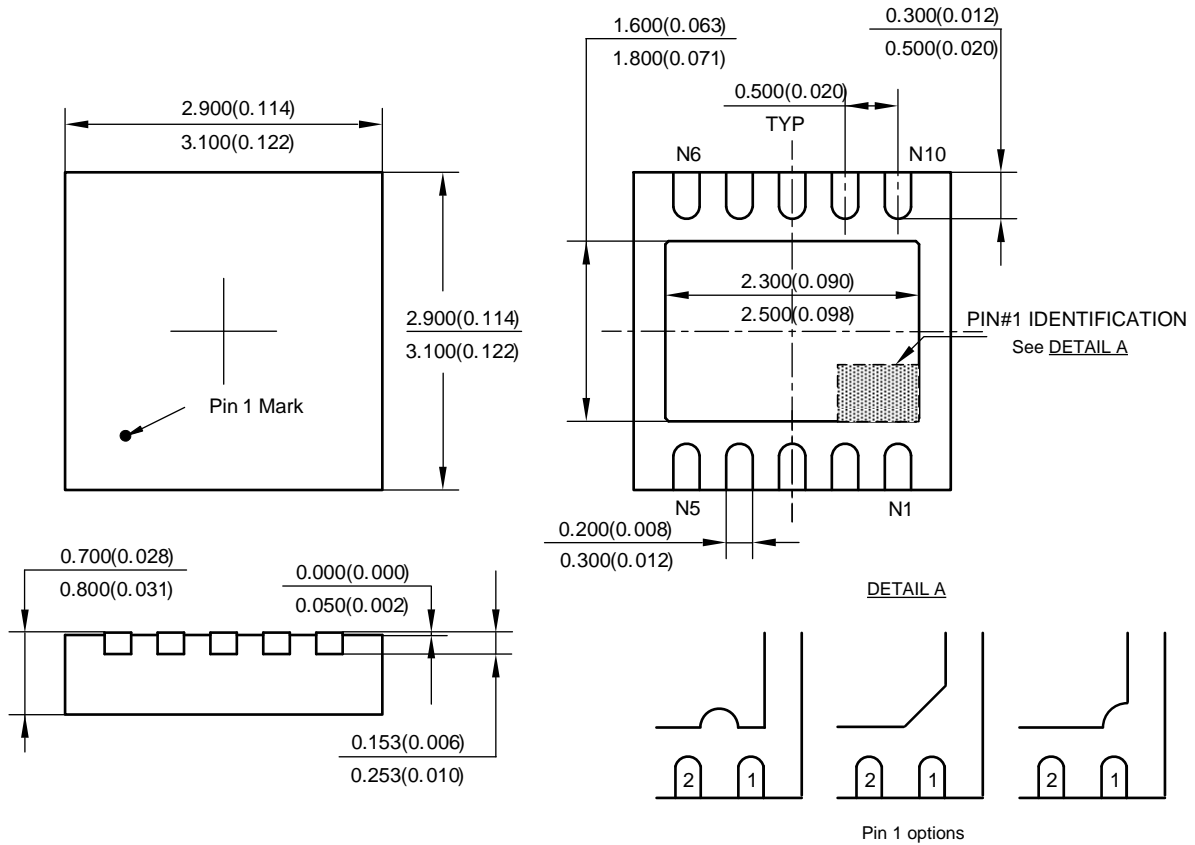 2.900(0.114)
3.100(0.122)
2.900(0.114)
3.100(0.122)
Pin 1 Mark
1.600(0.063)
1.800(0.071)
0.300(0.012)
0.500(0.020)
0.500(0.020)
TYP
N6
N10
2.300(0.090)
2.500(0.098)
PIN#1 IDENTIFICATION
See DETAIL A
N5
N1
0.200(0.008)
0.300(0.012)
0.700(0.028)
0.800(0.031)
0.000(0.000)
0.050(0.002)
0.153(0.006)
0.253(0.010)
DETAIL A
2 1
2 1
2 1
Pin 1 options